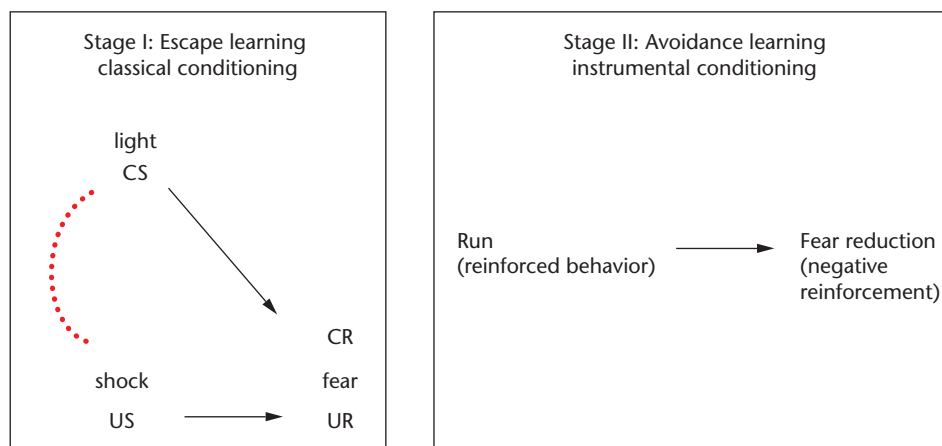 Stage I: Escape learning
classical conditioning
light
CS
CR
shock
fear
US
UR
Stage II: Avoidance learning
instrumental conditioning
Run
(reinforced behavior)
Fear reduction
(negative
reinforcement)